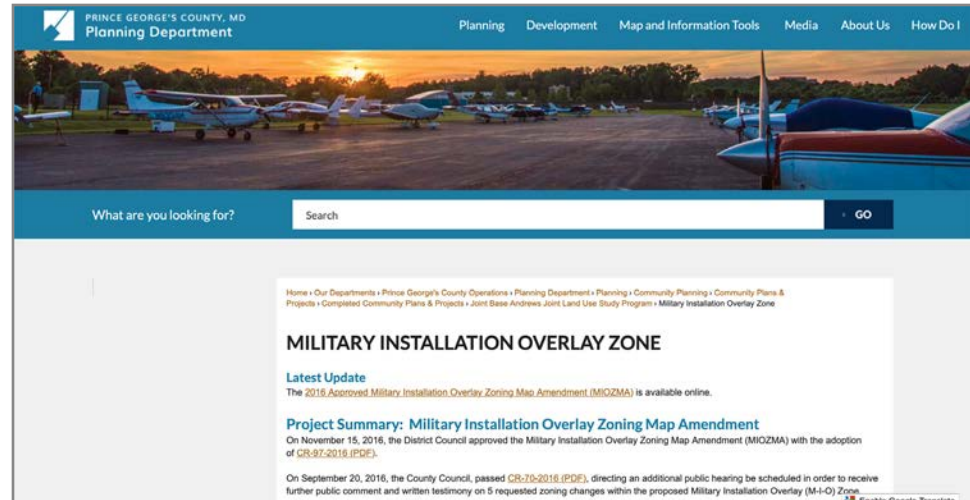 PRINCE GEORGE'S COUNTY, MD
Planning Department
Planning Development Map and Information Tools Media About Us How Do I
What are you looking for? Search GO
Home › Our Departments › Prince George's County Operations › Planning Department › Planning › Community Planning › Community Plans &
Projects › Completed Community Plans & Projects › Joint Base Andrews Joint Land Use Study Program › Military Installation Overlay Zone
MILITARY INSTALLATION OVERLAY ZONE
Latest Update
The 2016 Approved Military Installation Overlay Zoning Map Amendment (MIOZMA) is available online.
Project Summary: Military Installation Overlay Zoning Map Amendment
On November 15, 2016, the District Council approved the Military Installation Overlay Zoning Map Amendment (MIOZMA) with the adoption
of CR-97-2016 (PDF).
On September 20, 2016, the County Council, passed CR-70-2016 (PDF), directing an additional public hearing be scheduled in order to receive
further public comment and written testimony on 5 requested zoning changes within the proposed Military Installation Overlay (M-I-O) Zone.
Enable Google Translate